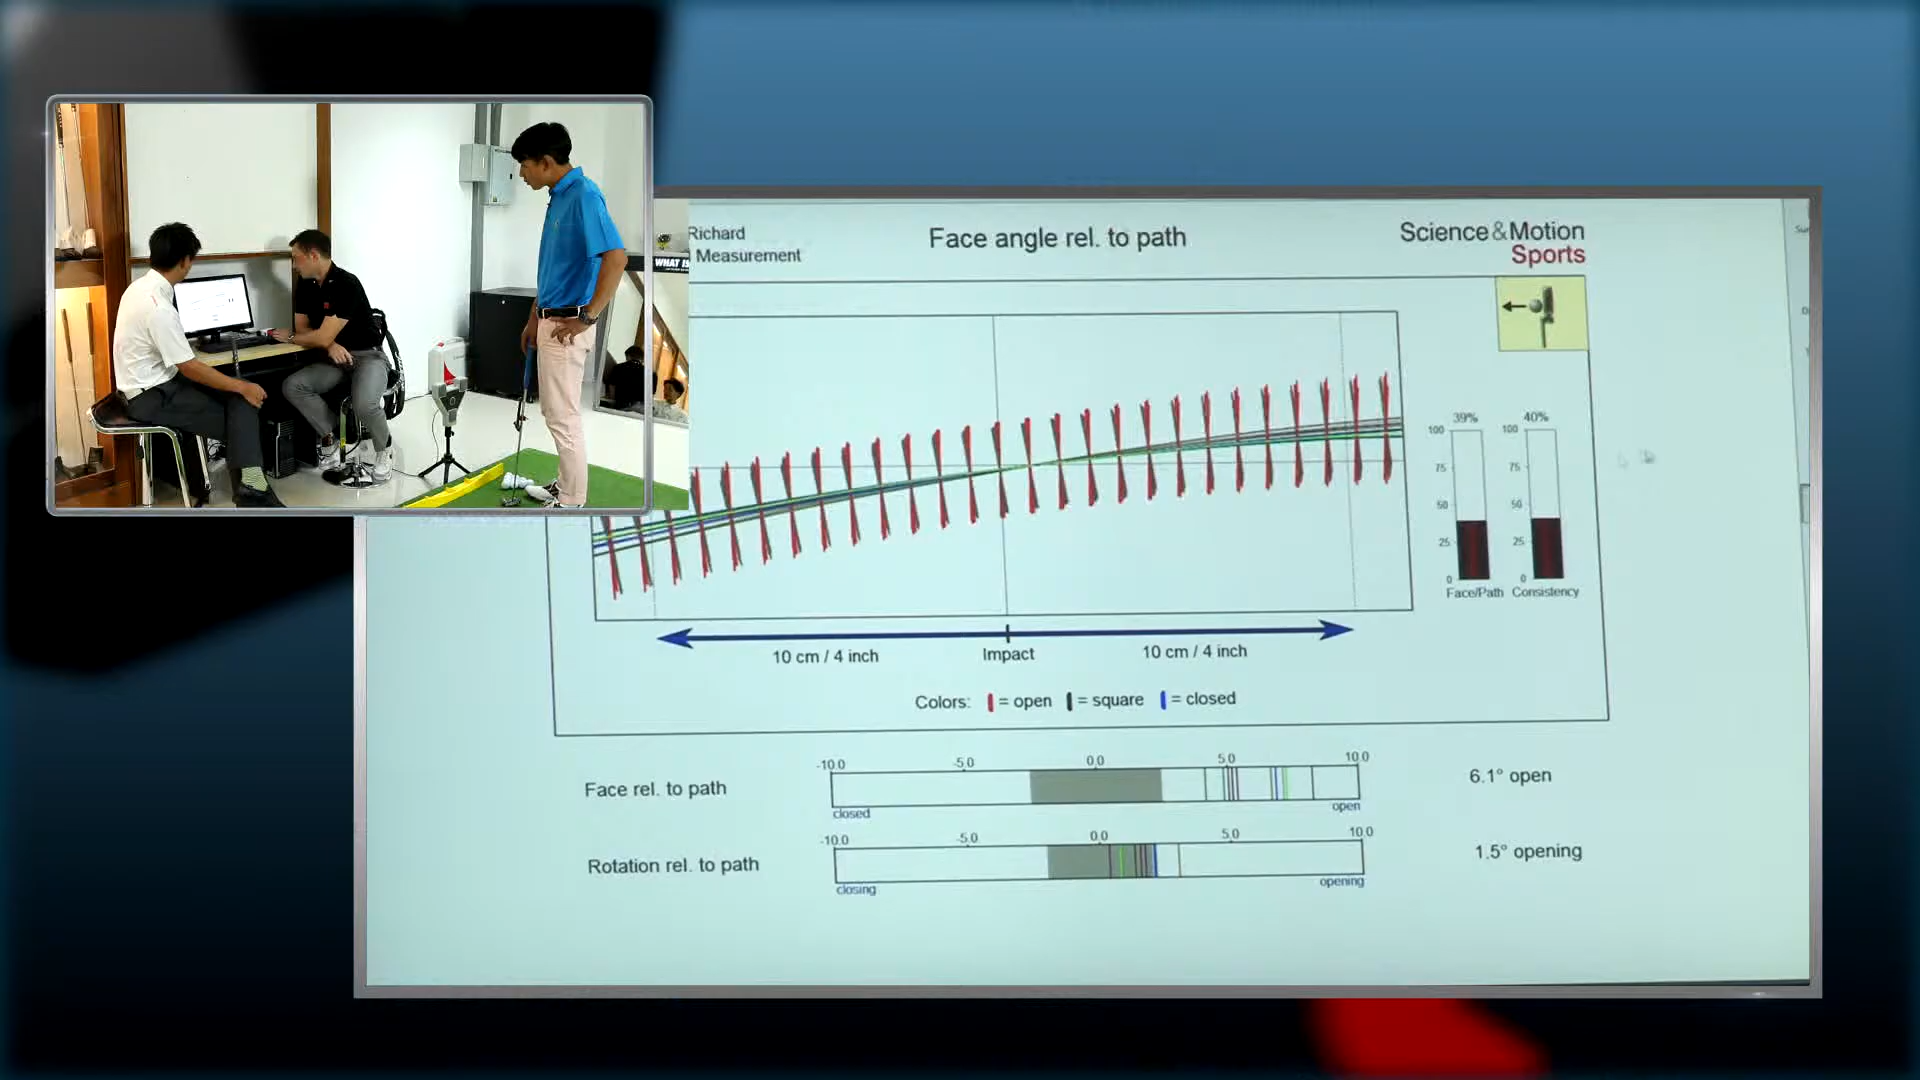 Richard
Measurement
Face angle rel. to path
Science&Motion
Sports
WHAT IS
39%
40%
100
100
75
75
50
50
25
25
0
0
Face/Path
Consistency
10 cm / 4 inch
Impact
10 cm / 4 inch
Colors: = open = square = closed
-10.0 -5.0 0.0 5.0 10.0
Face rel. to path
6.1° open
closed
open
-10.0 -5.0 0.0 5.0 10.0
Rotation rel. to path
1.5° opening
closing
opening